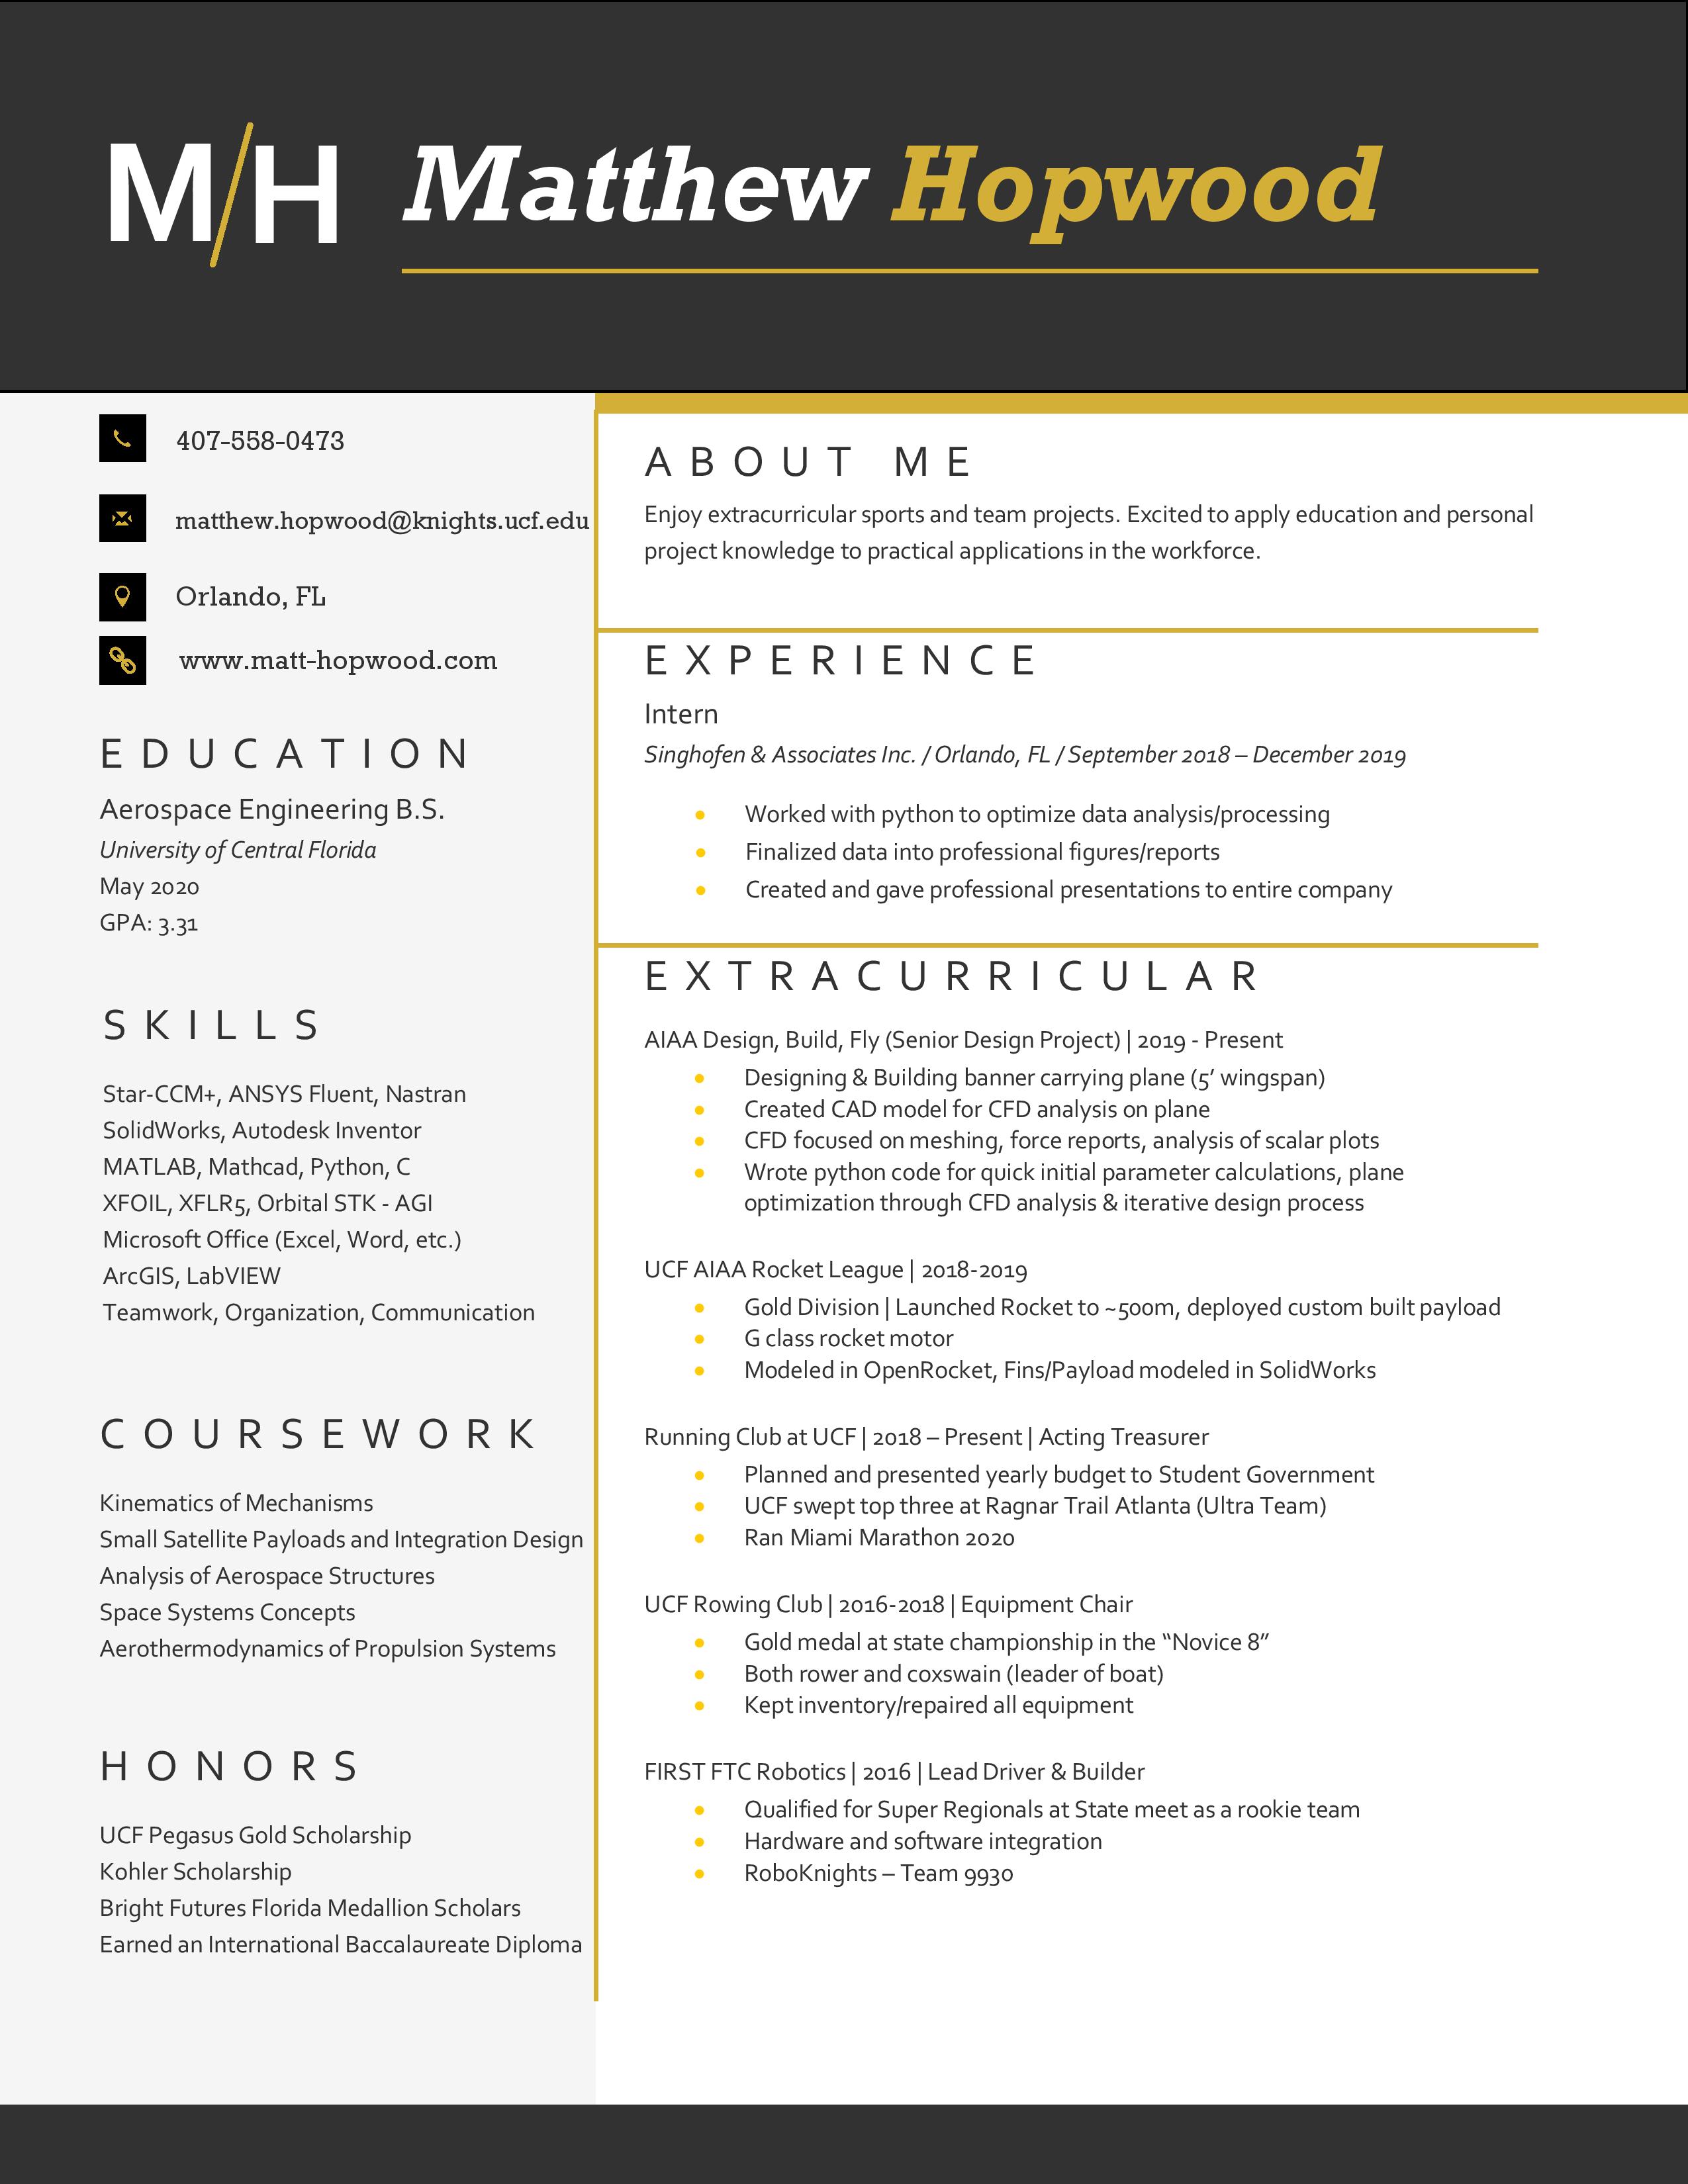 M/H
Matthew Hopwood
407-558-0473
matthew.hopwood@knights.ucf.edu
Orlando, FL
www.matt-hopwood.com
EDUCATION
Aerospace Engineering B.S.
University of Central Florida
May 2020
GPA: 3.31
SKILLS
Star-CCM+, ANSYS Fluent, Nastran
SolidWorks, Autodesk Inventor
MATLAB, Mathcad, Python, C
XFOIL, XFLR5, Orbital STK - AGI
Microsoft Office (Excel, Word, etc.)
ArcGIS, LabVIEW
Teamwork, Organization, Communication
COURSEWORK
Kinematics of Mechanisms
Small Satellite Payloads and Integration Design
Analysis of Aerospace Structures
Space Systems Concepts
Aerothermodynamics of Propulsion Systems
HONORS
UCF Pegasus Gold Scholarship
Kohler Scholarship
Bright Futures Florida Medallion Scholars
Earned an International Baccalaureate Diploma
ABOUT ME
Enjoy extracurricular sports and team projects. Excited to apply education and personal
project knowledge to practical applications in the workforce.
EXPERIENCE
Intern
Singhofen & Associates Inc. / Orlando, FL / September 2018 – December 2019
• Worked with python to optimize data analysis/processing
• Finalized data into professional figures/reports
• Created and gave professional presentations to entire company
EXTRACURRICULAR
AIAA Design, Build, Fly (Senior Design Project) | 2019 - Present
• Designing & Building banner carrying plane (5’ wingspan)
• Created CAD model for CFD analysis on plane
• CFD focused on meshing, force reports, analysis of scalar plots
• Wrote python code for quick initial parameter calculations, plane
optimization through CFD analysis & iterative design process
UCF AIAA Rocket League | 2018-2019
• Gold Division | Launched Rocket to ~500m, deployed custom built payload
• G class rocket motor
• Modeled in OpenRocket, Fins/Payload modeled in SolidWorks
Running Club at UCF | 2018 – Present | Acting Treasurer
• Planned and presented yearly budget to Student Government
• UCF swept top three at Ragnar Trail Atlanta (Ultra Team)
• Ran Miami Marathon 2020
UCF Rowing Club | 2016-2018 | Equipment Chair
• Gold medal at state championship in the “Novice 8”
• Both rower and coxswain (leader of boat)
• Kept inventory/repaired all equipment
FIRST FTC Robotics | 2016 | Lead Driver & Builder
• Qualified for Super Regionals at State meet as a rookie team
• Hardware and software integration
• RoboKnights – Team 9930